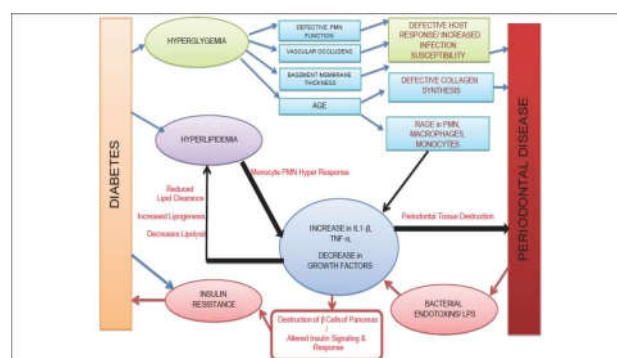 DIABETES
HYPERGLYGEMIA
DEFECTIVE PMN
FUNCTION
VASCULAR OCCLUDENS
BASEMENT MEMBRANE
THICKNESS
AGE
DEFECTIVE HOST
RESPONSE/ INCREASED
INFECTION
SUSCEPTIBILITY
DEFECTIVE COLLAGEN
SYNTHESIS
RAGE in PMN,
MACROPHAGES,
MONOCYTES
HYPERLIPIDEMIA
Monocytic PMN Hyper Response
Reduced
Lipid Clearance
Increased Lipogenesis
Decreases Lipolysis
INCREASE in IL1-β,
TNF-α,
DECREASE in
GROWTH FACTORS
Periodontal Tissue Destruction
INSULIN
RESISTANCE
Destruction of β Cells of Pancreas /
Altered Insulin Signaling &
Response
BACTERIAL
ENDOTOXINS/ LPS
PERIODONTAL DISEASE